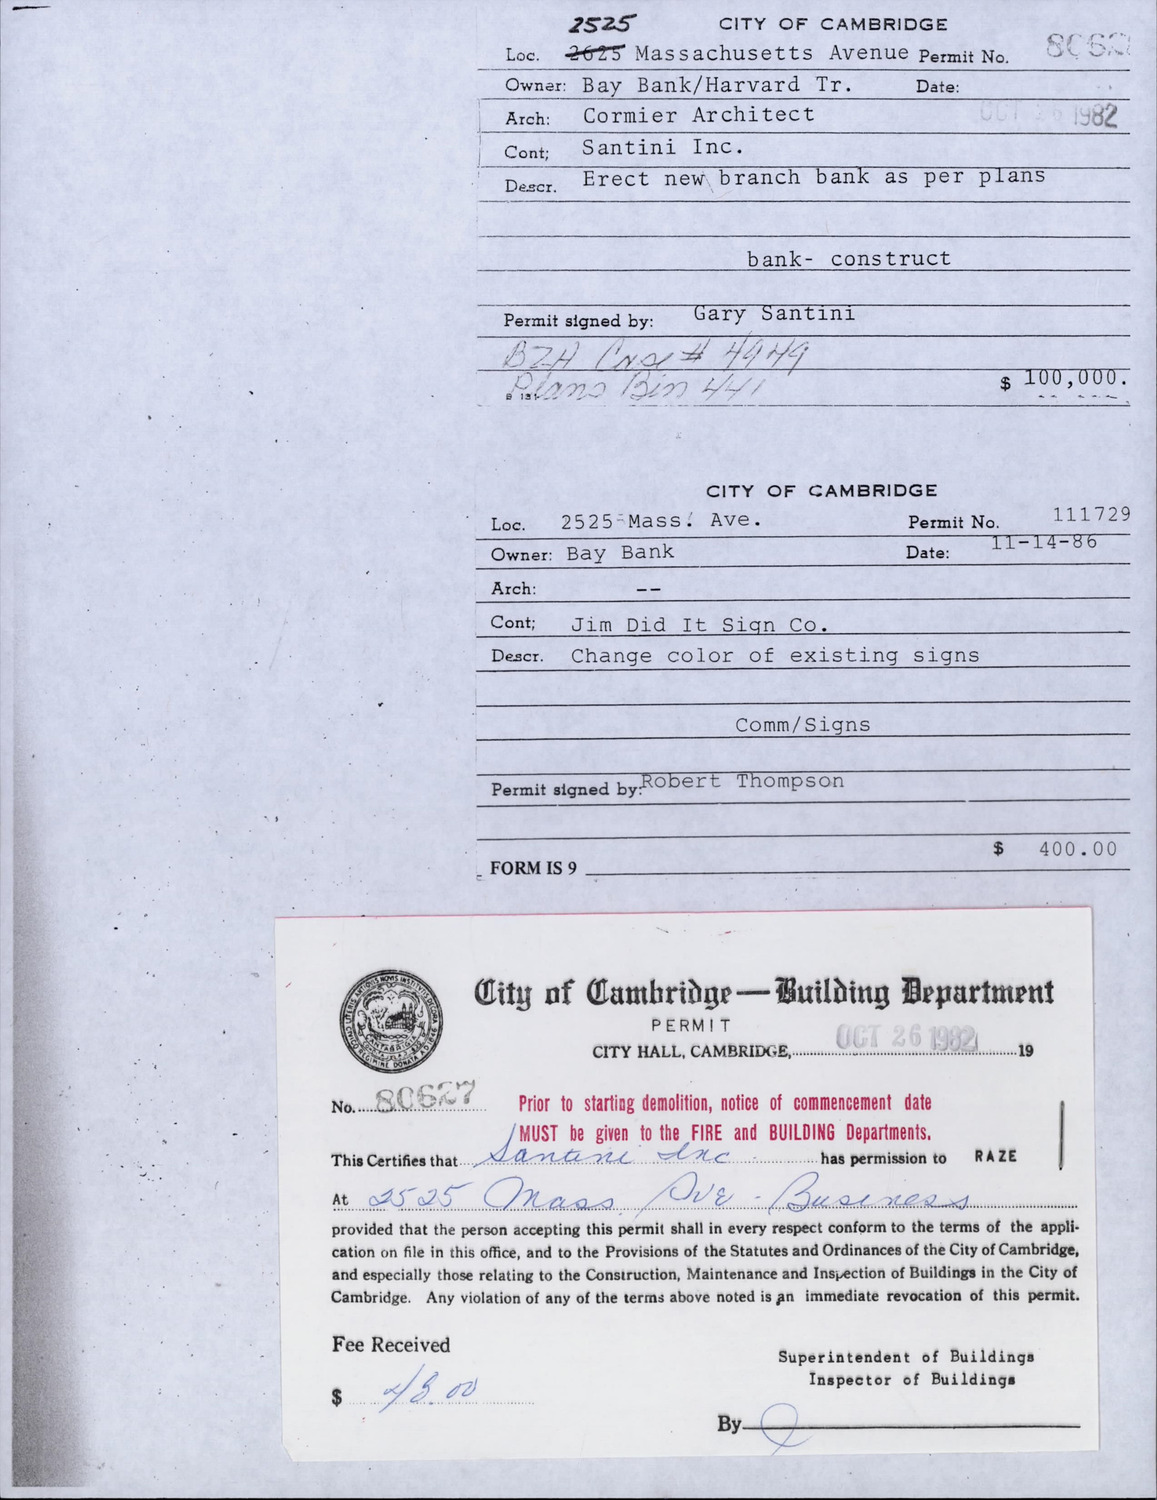 2525 CITY OF CAMBRIDGE
Loc. 2625 Massachusetts Avenue Permit No. 8062
Owner: Bay Bank/Harvard Tr. Date:
Arch: Cormier Architect OCT 26 1982
Cont; Santini Inc.
Descr. Erect new branch bank as per plans
bank- construct
Permit signed by: Gary Santini
BZA Case # 4949
Plans Bin 441 $ 100,000.
CITY OF CAMBRIDGE
Loc. 2525 Mass. Ave. Permit No. 111729
Owner: Bay Bank Date: 11-14-86
Arch: --
Cont; Jim Did It Sign Co.
Descr. Change color of existing signs
Comm/Signs
Permit signed by: Robert Thompson
$ 400.00
FORM IS 9
City of Cambridge—Building Department
PERMIT
CITY HALL, CAMBRIDGE, OCT 26 1982 19
No. 80627 Prior to starting demolition, notice of commencement date
MUST be given to the FIRE and BUILDING Departments.
This Certifies that Santini Inc has permission to RAZE
At 2525 Mass Ave - Business
provided that the person accepting this permit shall in every respect conform to the terms of the appli-
cation on file in this office, and to the Provisions of the Statutes and Ordinances of the City of Cambridge,
and especially those relating to the Construction, Maintenance and Inspection of Buildings in the City of
Cambridge. Any violation of any of the terms above noted is an immediate revocation of this permit.
Fee Received
Superintendent of Buildings
Inspector of Buildings
$ 48.00
By